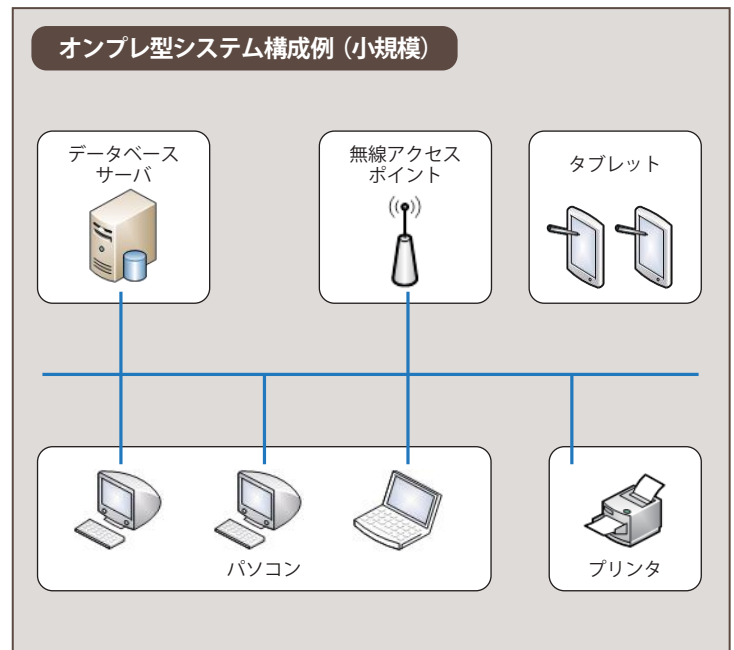 オンプレ型システム構成例（小規模）
データベース
サーバ
無線アクセス
ポイント
タブレット
パソコン
プリンタ